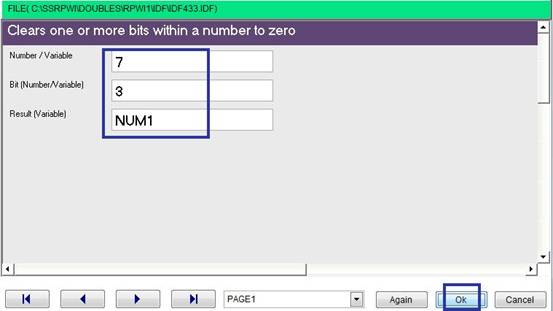 FILE( C:\SSRPWI\DOUBLES\RPWI1\IDF\IDF433.IDF)
Clears one or more bits within a number to zero
Number / Variable 7
Bit (Number/Variable) 3
Result (Variable) NUM1
PAGE1 Again Ok Cancel